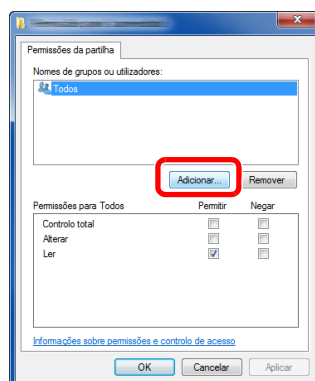 Permissões da partilha
Nomes de grupos ou utilizadores:
Todos
Adicionar... Remover
Permissões para Todos Permitir Negar
Controlo total
Alterar
Ler
Informações sobre permissões e controlo de acesso
OK Cancelar Aplicar